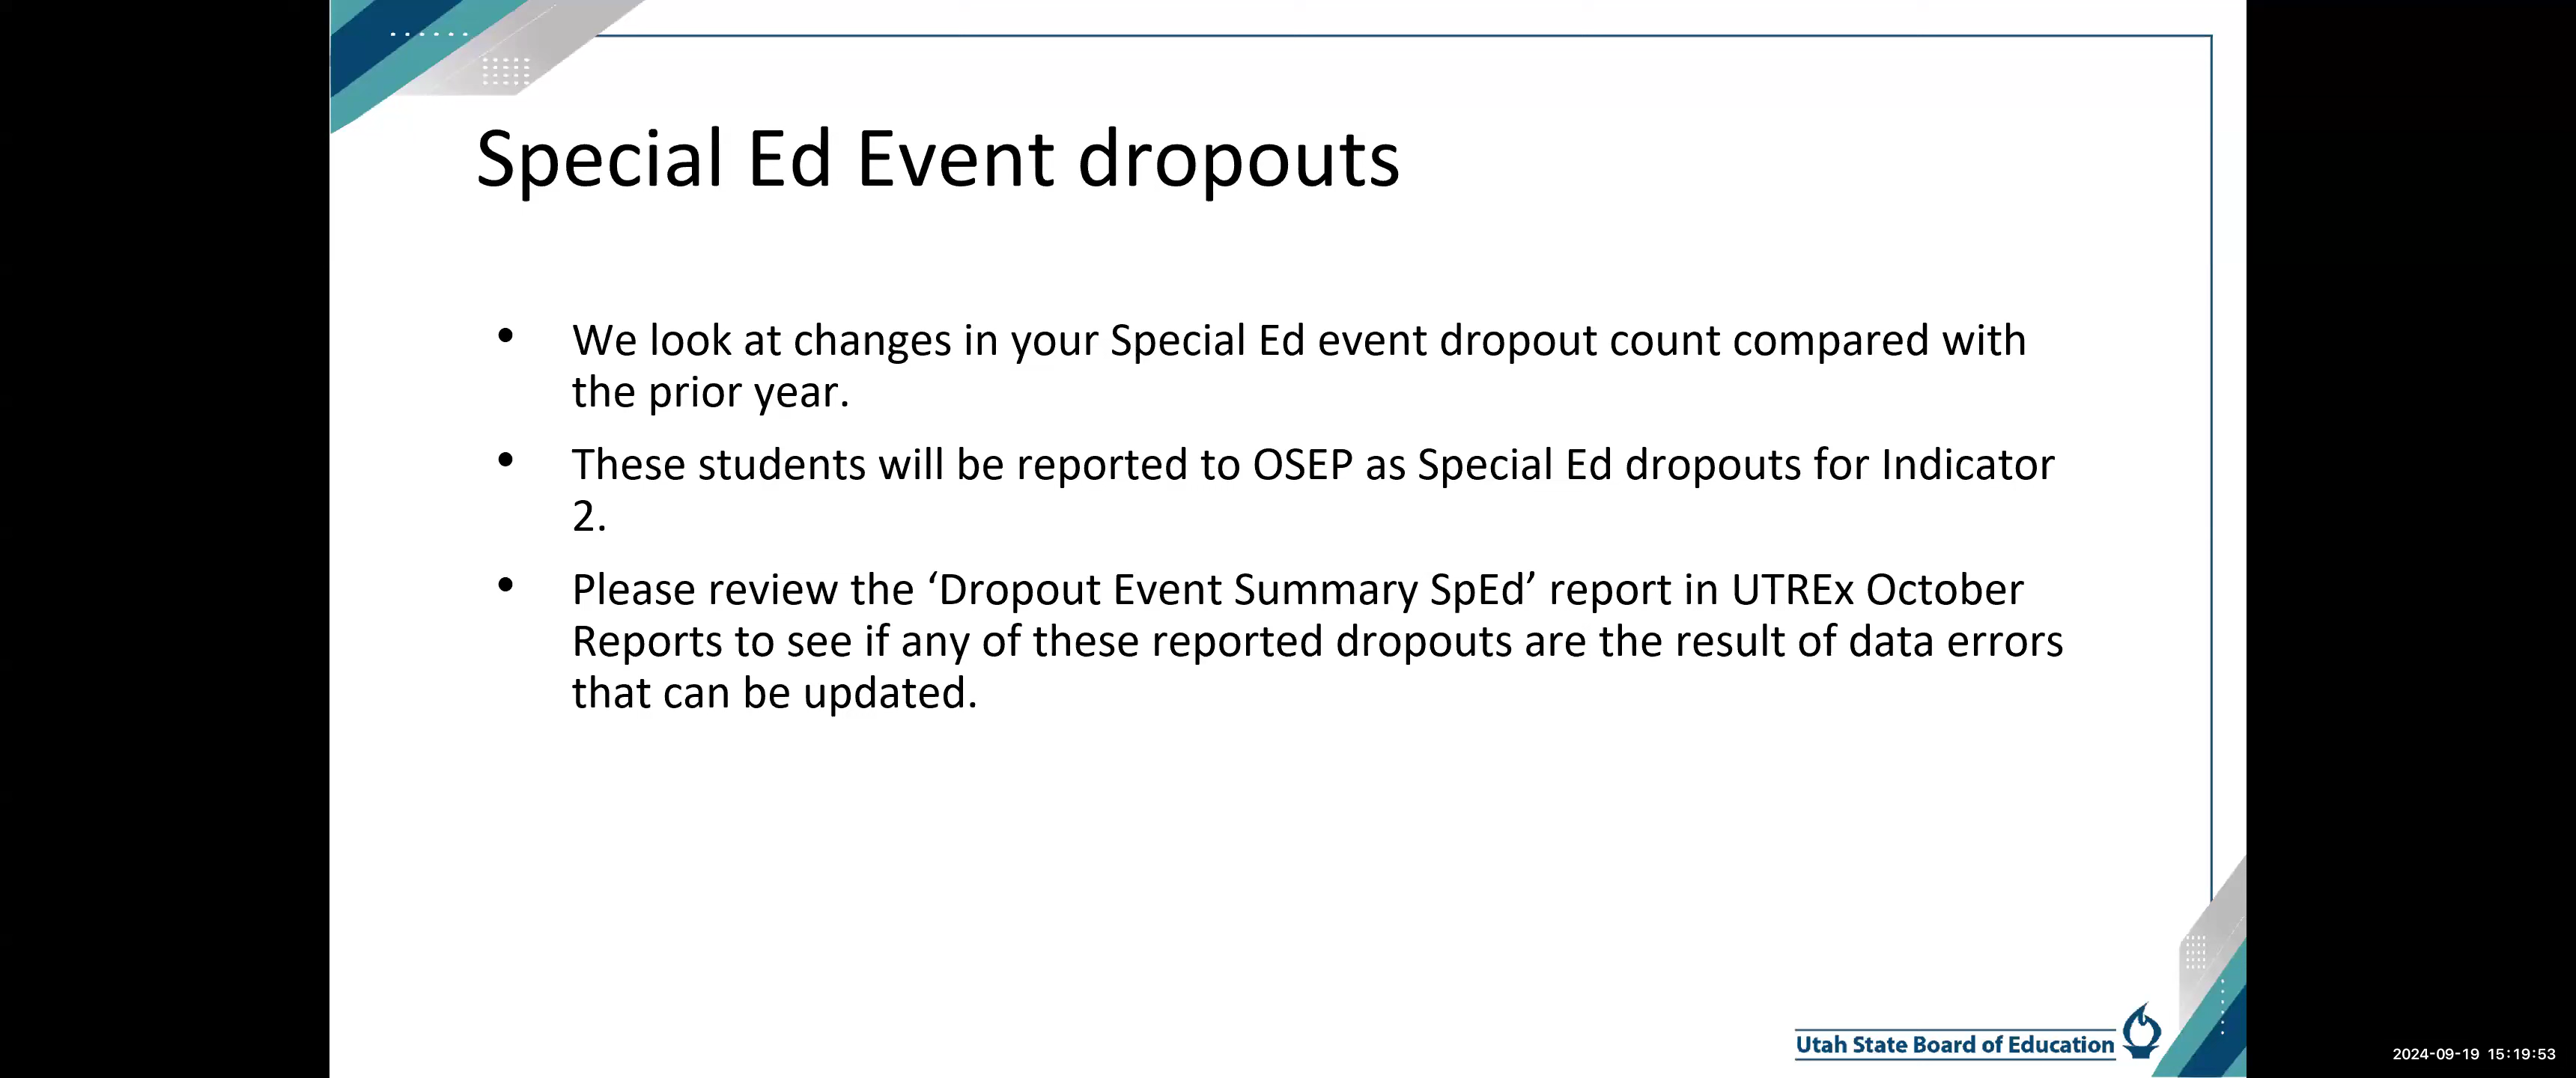 Special Ed Event dropouts
• We look at changes in your Special Ed event dropout count compared with
the prior year.
• These students will be reported to OSEP as Special Ed dropouts for Indicator
2.
• Please review the ‘Dropout Event Summary SpEd’ report in UTREx October
Reports to see if any of these reported dropouts are the result of data errors
that can be updated.
Utah State Board of Education
2024-09-19 15:19:53